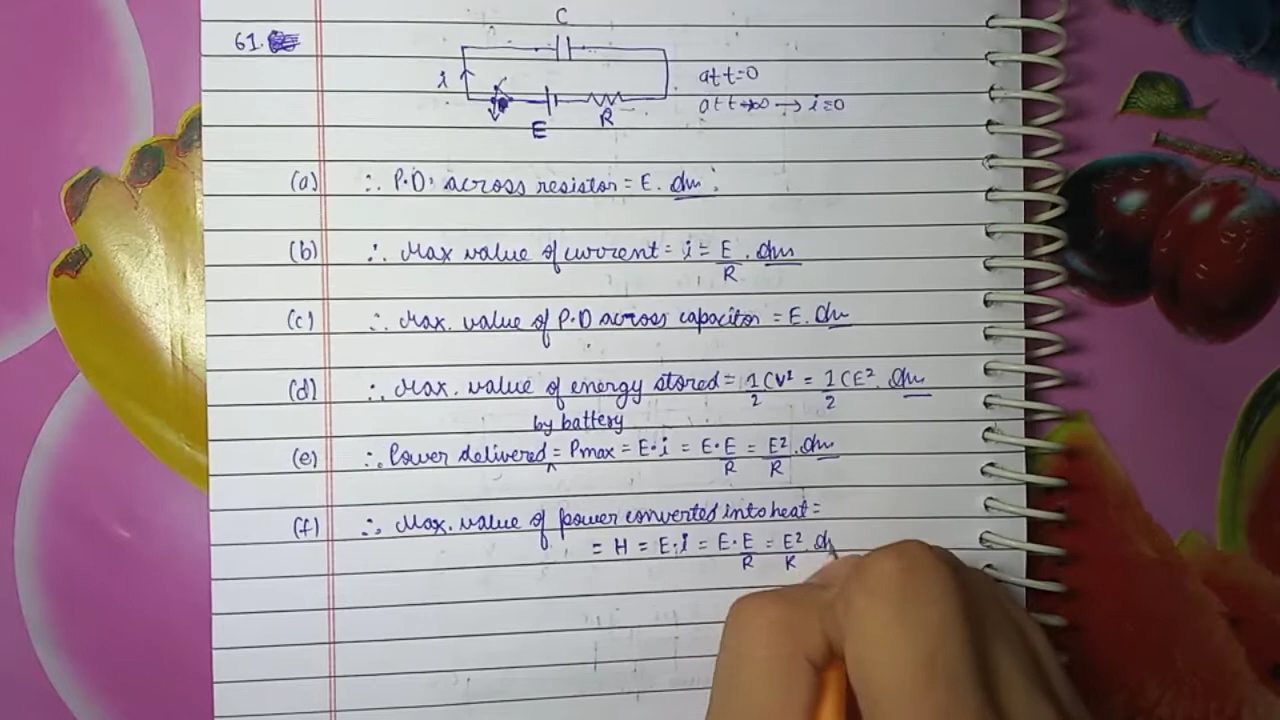 61.
C
i
at t=0
at t→∞ → i=0
E
R
(a) ∴ P.D. across resistor = E. Ans
(b) ∴ Max value of current = i = E/R . Ans
(c) ∴ Max. value of P.D across capacitor = E. Ans
(d) ∴ Max. value of energy stored = 1/2 CV² = 1/2 CE². Ans
by battery
(e) ∴ Power delivered ^ = Pmax = E·i = E·E/R = E²/R . Ans
(f) ∴ Max. value of power converted into heat =
= H = E·i = E·E/R = E²/R .